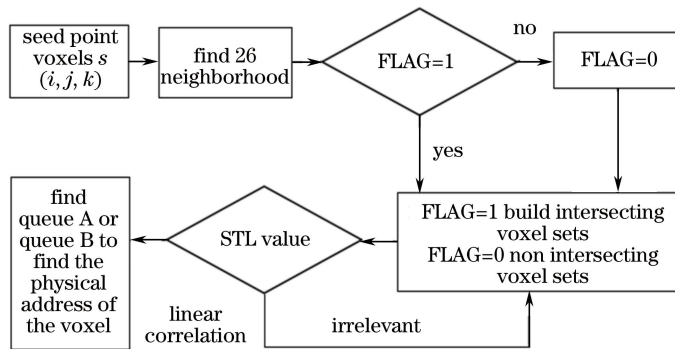 seed point
voxels s
(i, j, k)
find 26
neighborhood
FLAG=1
no
FLAG=0
yes
FLAG=1 build intersecting
voxel sets
FLAG=0 non intersecting
voxel sets
STL value
find
queue A or
queue B to
find the
physical
address of
the voxel
linear
correlation
irrelevant